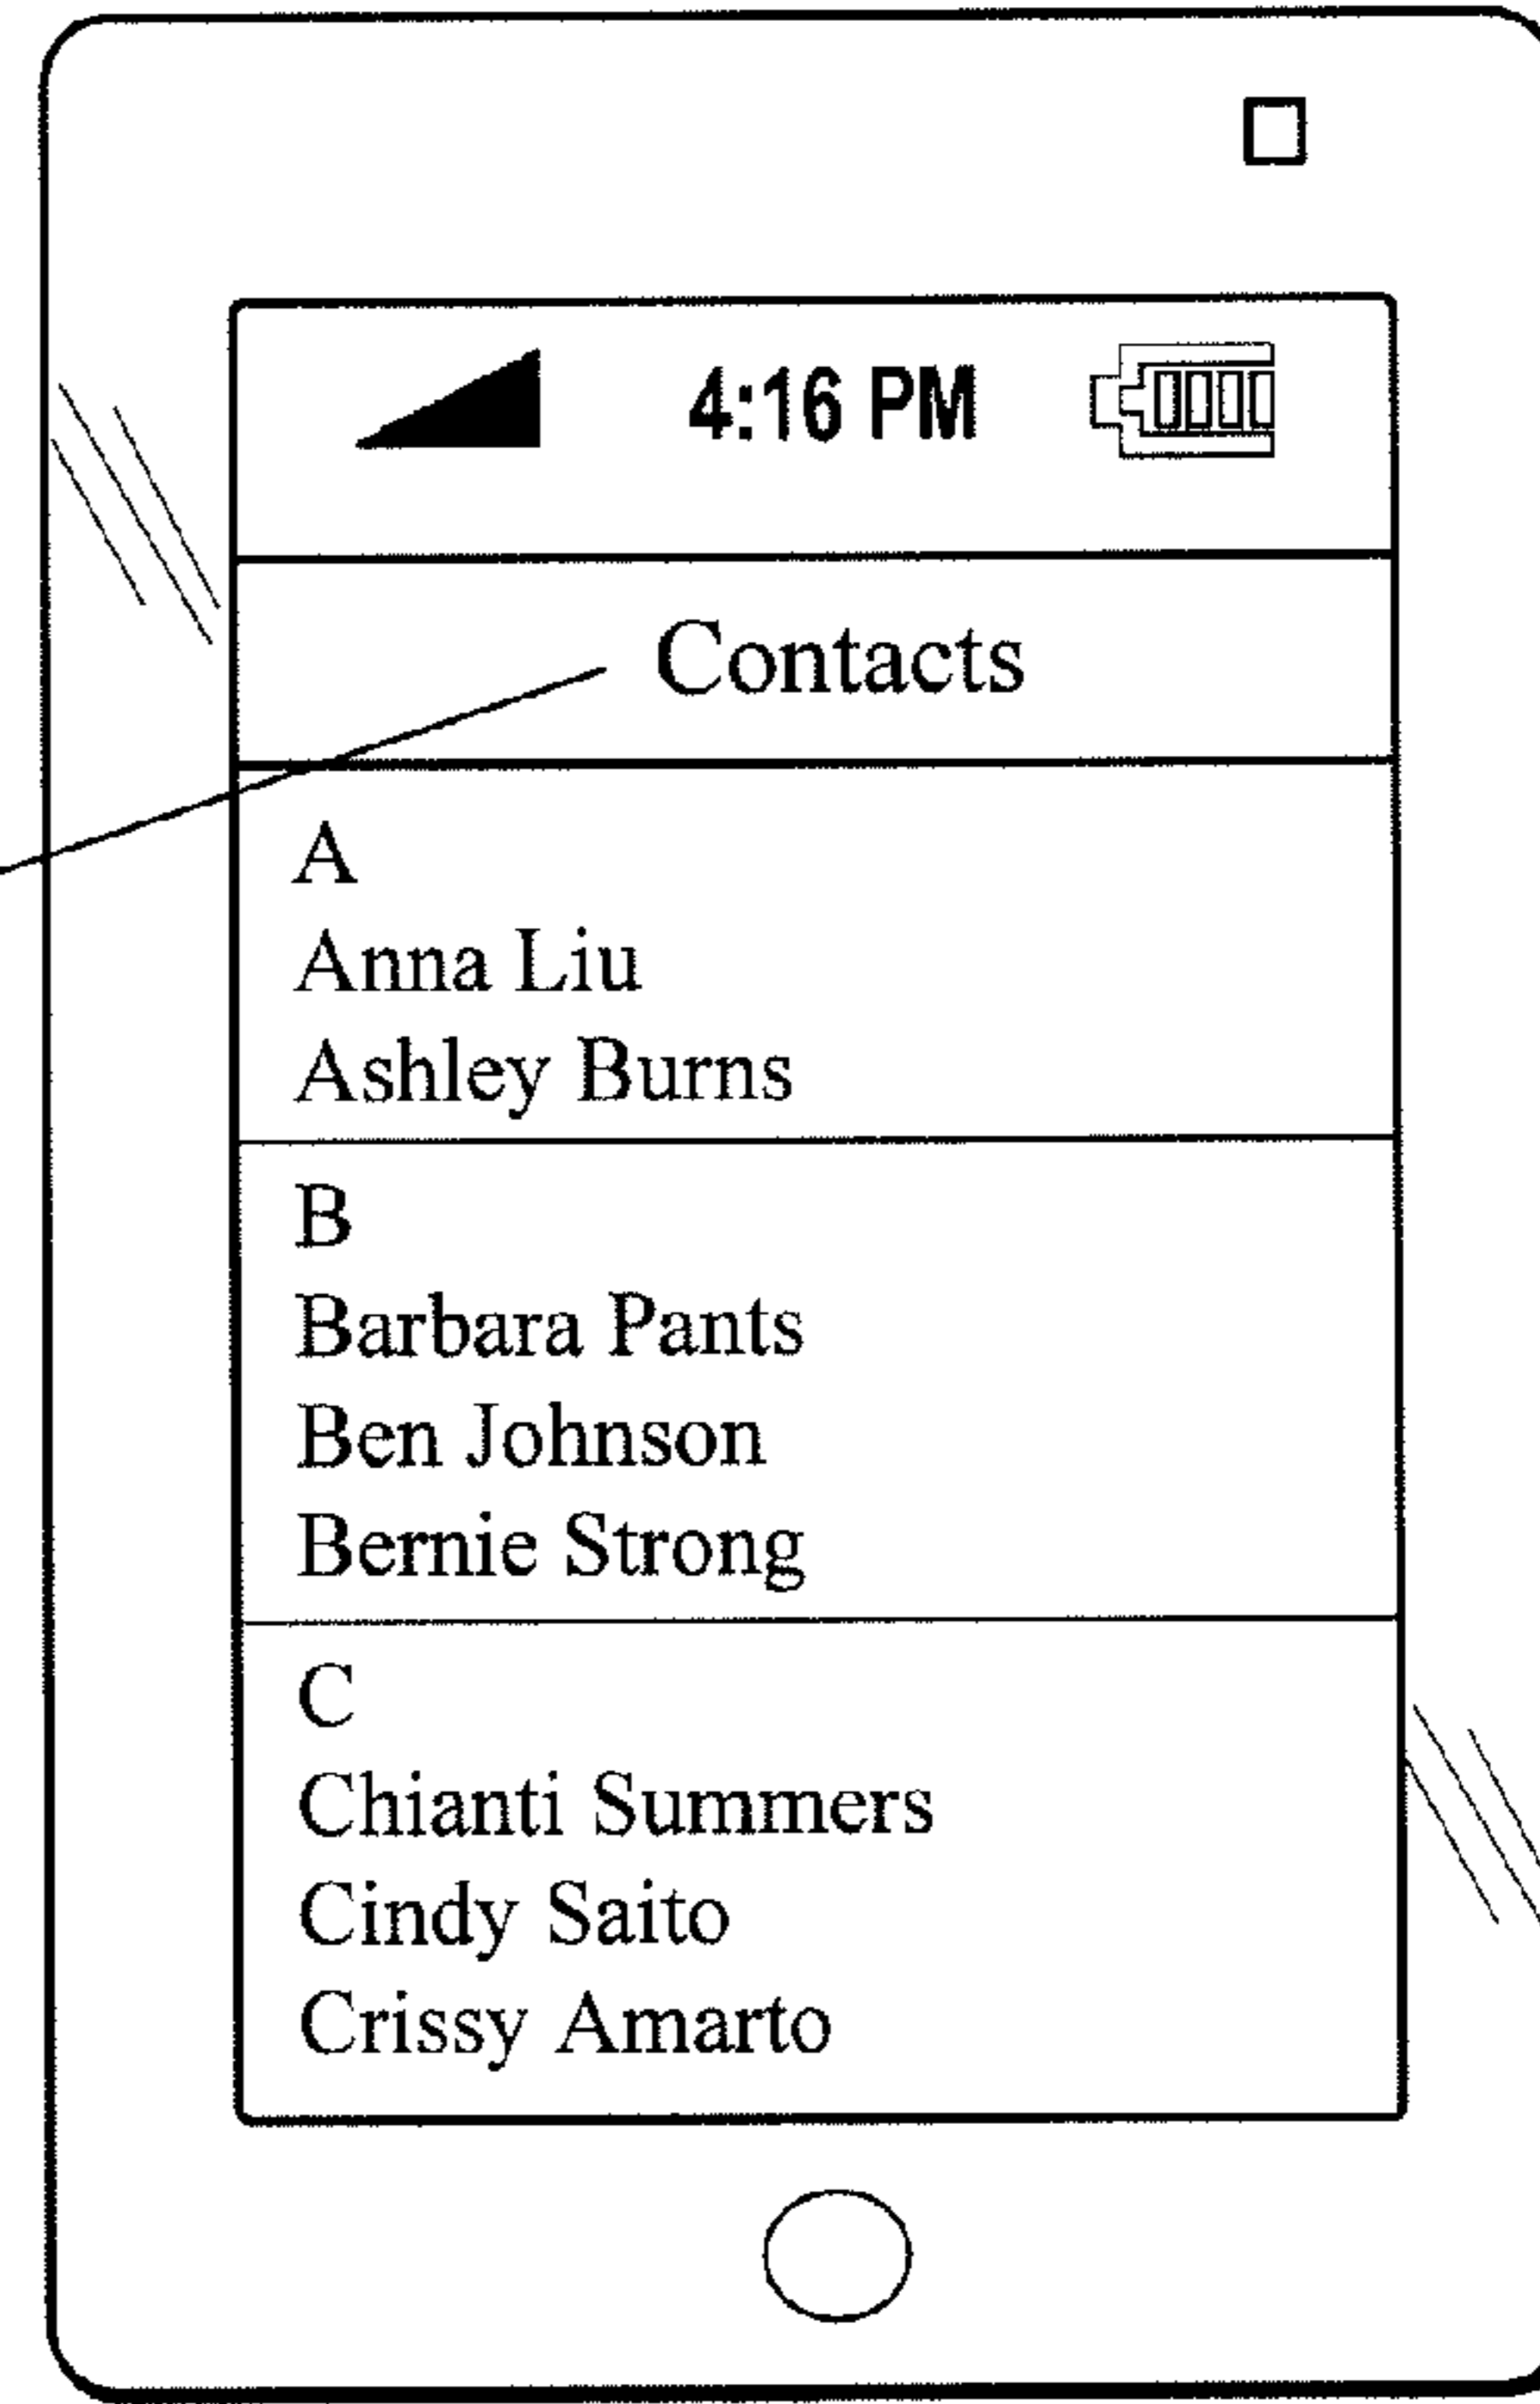 4:16 PM
Contacts
A
Anna Liu
Ashley Burns
B
Barbara Pants
Ben Johnson
Bernie Strong
C
Chianti Summers
Cindy Saito
Crissy Amarto